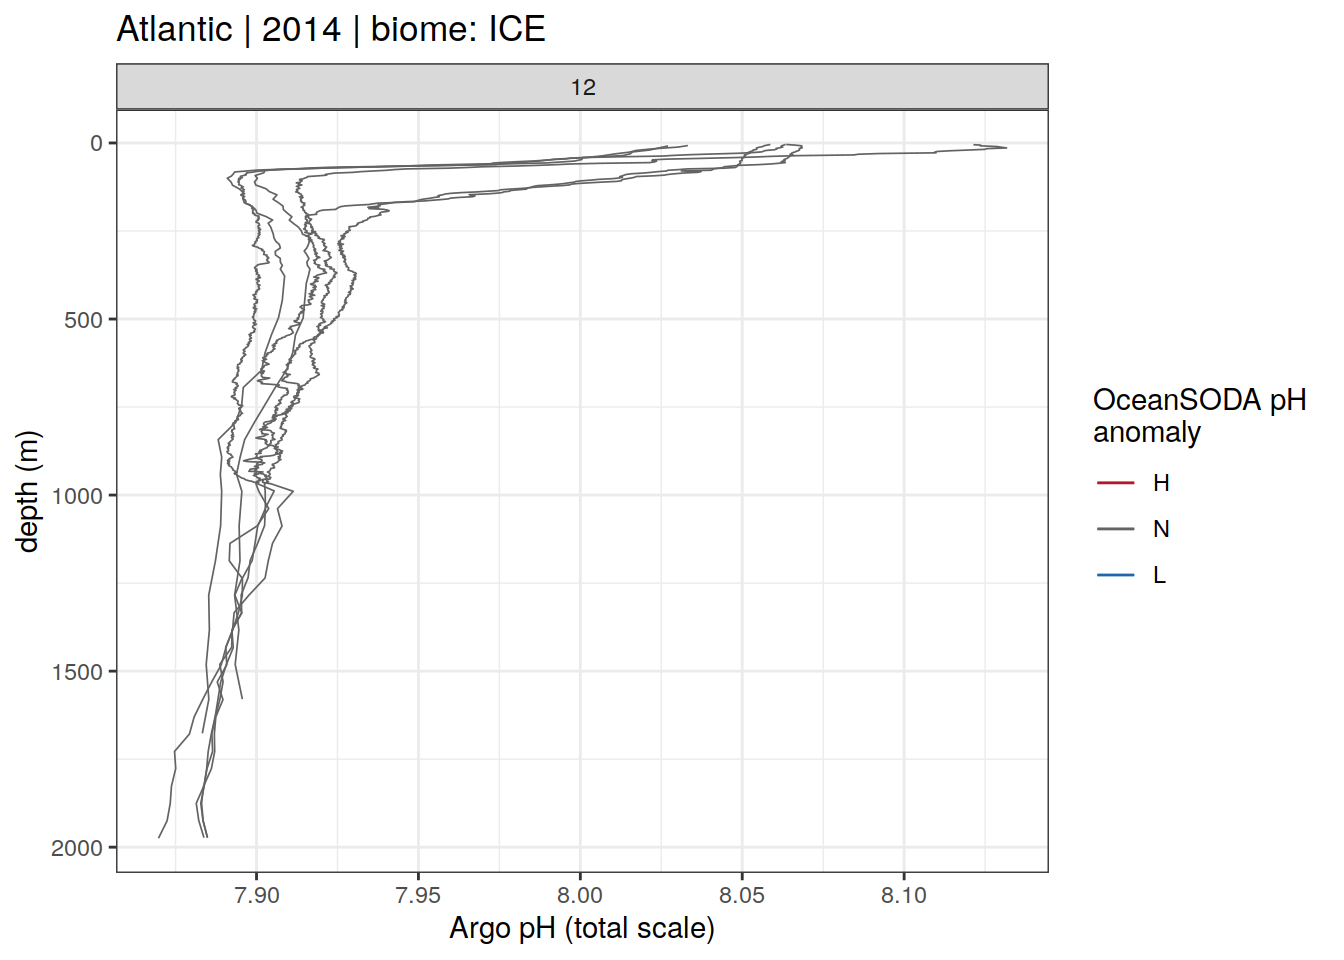 Atlantic | 2014 | biome: ICE
12
0
500
1000
1500
2000
depth (m)
7.90
7.95
8.00
8.05
8.10
Argo pH (total scale)
OceanSODA pH
anomaly
H
N
L